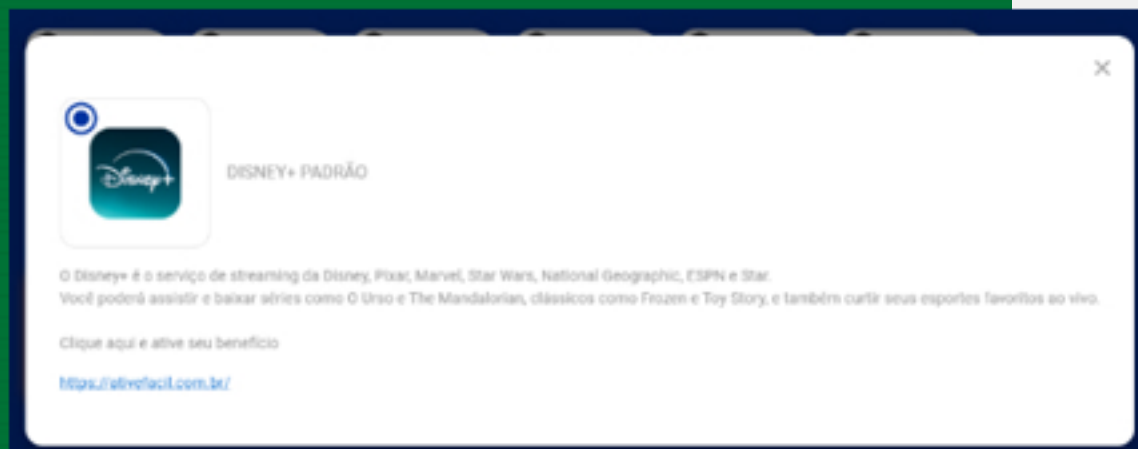 Disney+
DISNEY+ PADRÃO
O Disney+ é o serviço de streaming da Disney, Pixar, Marvel, Star Wars, National Geographic, ESPN e Star.
Você poderá assistir e baixar séries como O Urso e The Mandalorian, clássicos como Frozen e Toy Story, e também curtir seus esportes favoritos ao vivo.
Clique aqui e ative seu benefício
https://ativefacil.com.br/